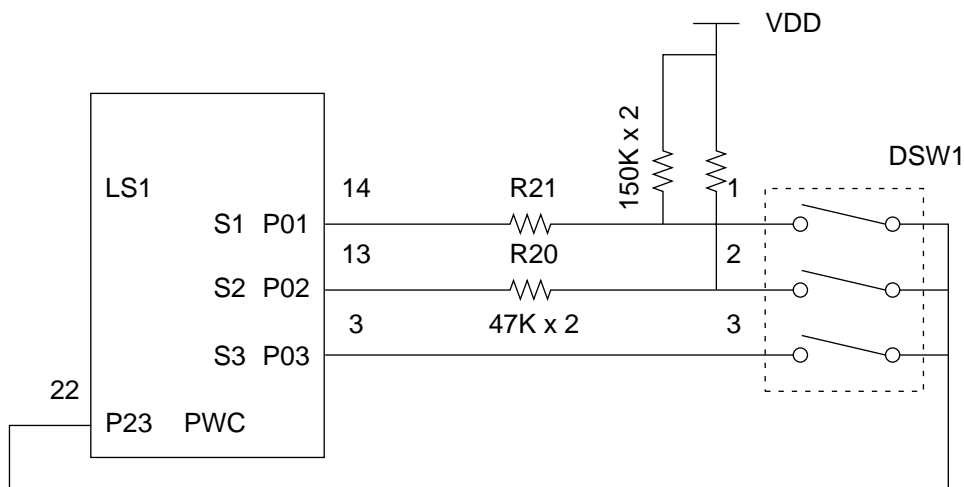 VDD
150K x 2
DSW1
LS1
14
R21
1
S1 P01
13
R20
2
S2 P02
3
47K x 2
3
S3 P03
22
P23 PWC